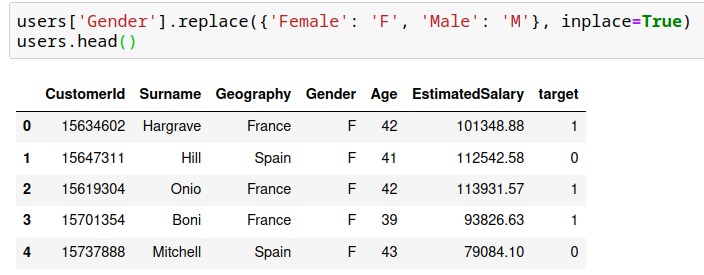 users['Gender'].replace({'Female': 'F', 'Male': 'M'}, inplace=True)
users.head()
CustomerId Surname Geography Gender Age EstimatedSalary target
0 15634602 Hargrave France F 42 101348.88 1
1 15647311 Hill Spain F 41 112542.58 0
2 15619304 Onio France F 42 113931.57 1
3 15701354 Boni France F 39 93826.63 1
4 15737888 Mitchell Spain F 43 79084.10 0